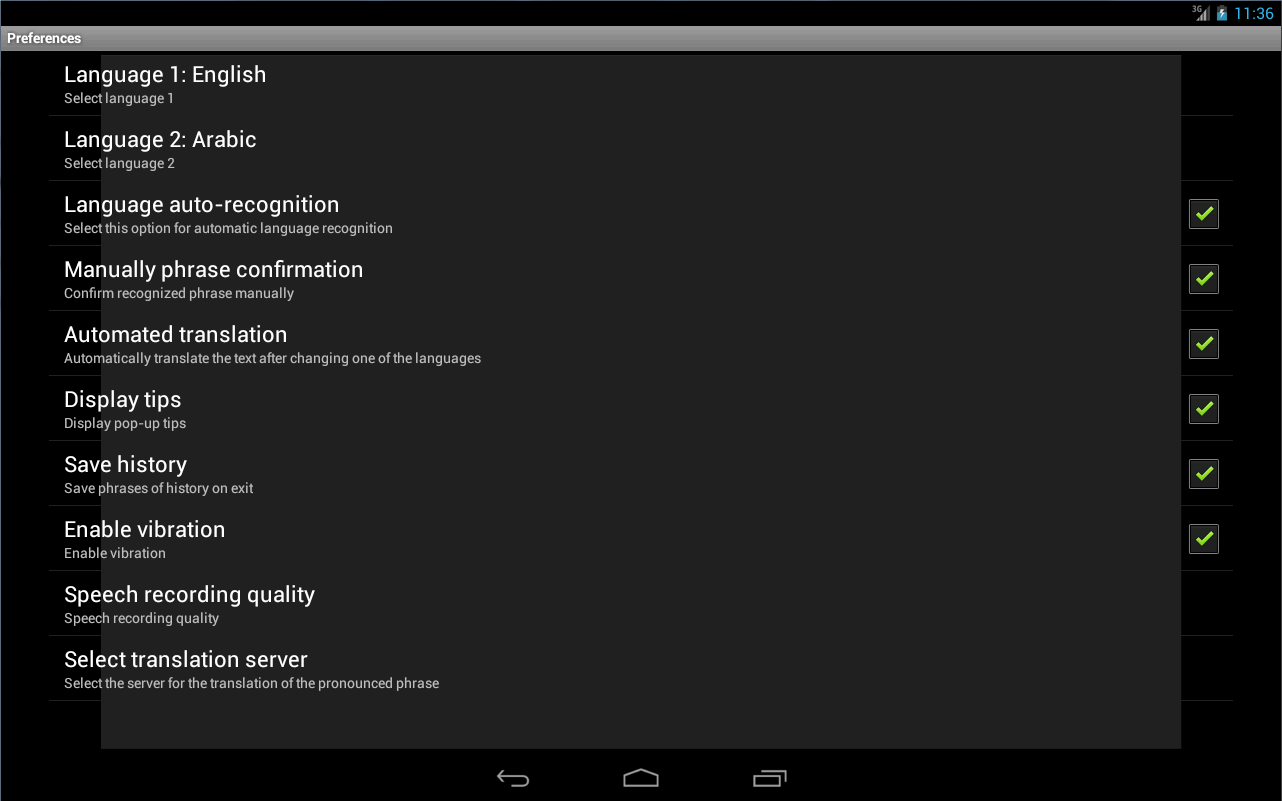 3G 11:36
Preferences
Language 1: English
Select language 1
Language 2: Arabic
Select language 2
Language auto-recognition
Select this option for automatic language recognition
Manually phrase confirmation
Confirm recognized phrase manually
Automated translation
Automatically translate the text after changing one of the languages
Display tips
Display pop-up tips
Save history
Save phrases of history on exit
Enable vibration
Enable vibration
Speech recording quality
Speech recording quality
Select translation server
Select the server for the translation of the pronounced phrase